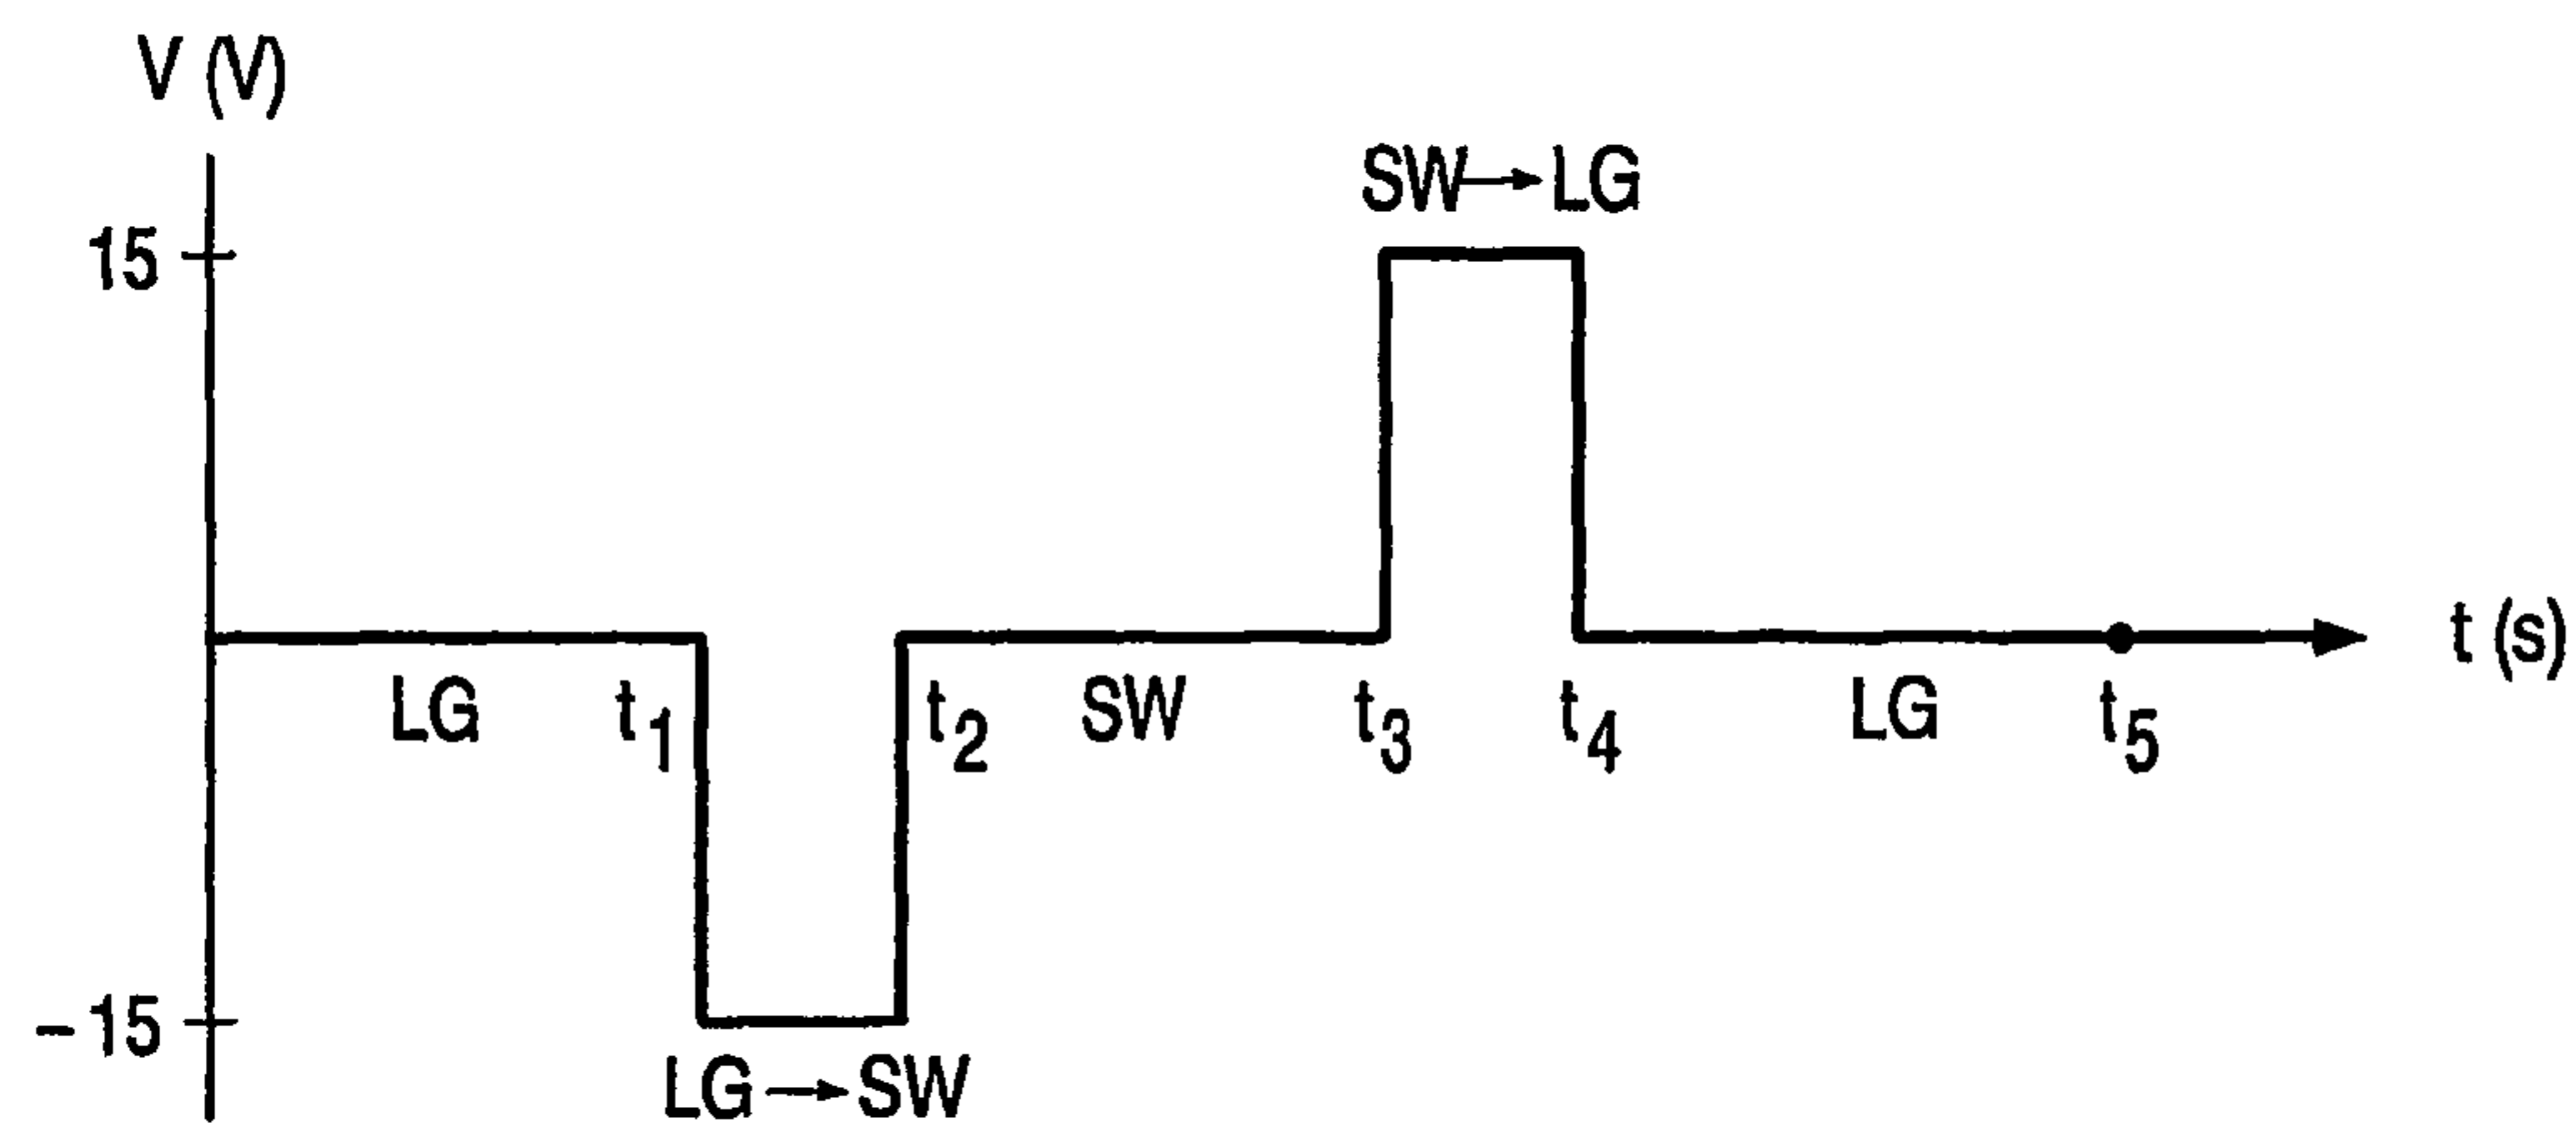 V (V)
SW→LG
15
t (s)
LG t1 t2 SW t3 t4 LG t5
-15
LG→SW